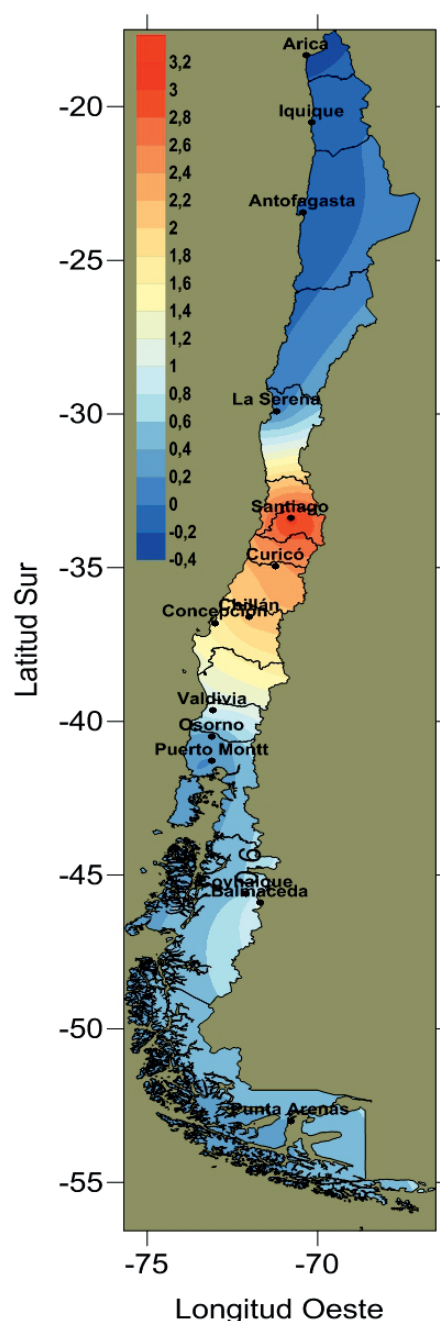 Arica
3,2
3
2,8
2,6
2,4
2,2
2
1,8
1,6
1,4
1,2
1
0,8
0,6
0,4
0,2
0
-0,2
-0,4
-20
Iquique
Antofagasta
-25
-30
La Serena
Santiago
-35
Curicó
Chillán
Concepción
Latitud Sur
Valdivia
-40
Osorno
Puerto Montt
-45
Coyhaique
Balmaceda
-50
Punta Arenas
-55
-75
-70
Longitud Oeste